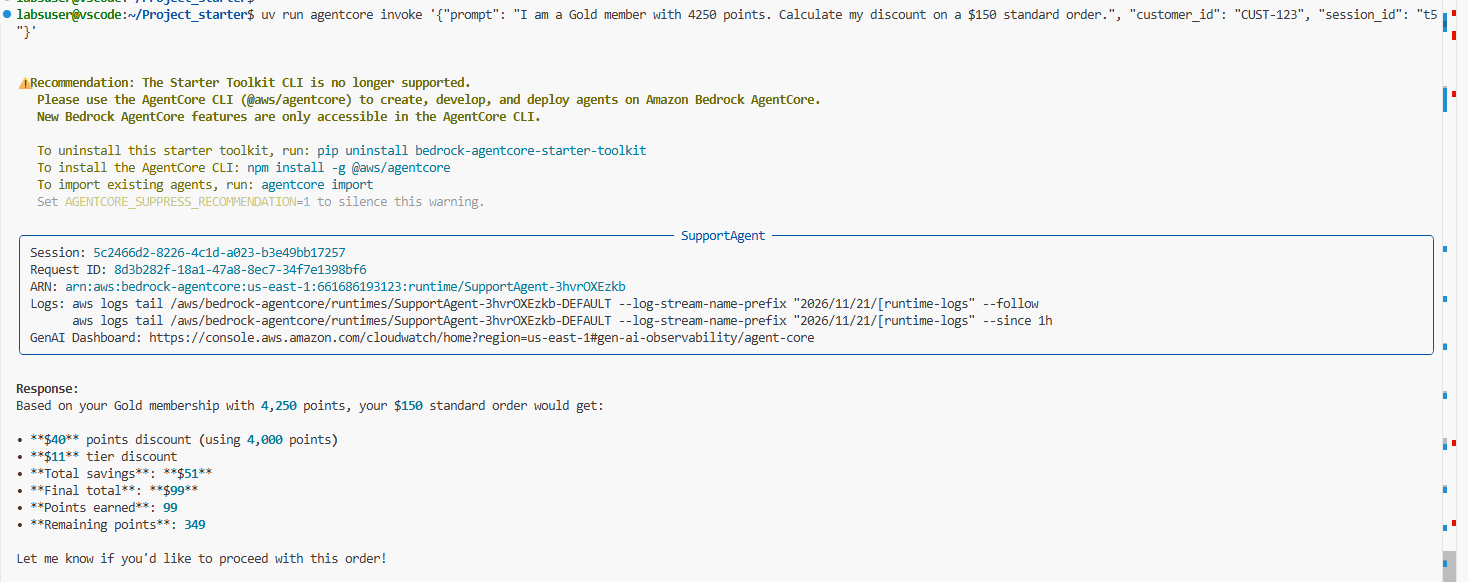 labsuser@vscode:~/Project_starter$ uv run agentcore invoke '{"prompt": "I am a Gold member with 4250 points. Calculate my discount on a $150 standard order.", "customer_id": "CUST-123", "session_id": "t5
"}'
⚠️Recommendation: The Starter Toolkit CLI is no longer supported.
Please use the AgentCore CLI (@aws/agentcore) to create, develop, and deploy agents on Amazon Bedrock AgentCore.
New Bedrock AgentCore features are only accessible in the AgentCore CLI.
To uninstall this starter toolkit, run: pip uninstall bedrock-agentcore-starter-toolkit
To install the AgentCore CLI: npm install -g @aws/agentcore
To import existing agents, run: agentcore import
Set AGENTCORE_SUPPRESS_RECOMMENDATION=1 to silence this warning.
SupportAgent
Session: 5c2466d2-8226-4c1d-a023-b3e49bb17257
Request ID: 8d3b282f-18a1-47a8-8ec7-34f7e1398bf6
ARN: arn:aws:bedrock-agentcore:us-east-1:661686193123:runtime/SupportAgent-3hvrOXEzkb
Logs: aws logs tail /aws/bedrock-agentcore/runtimes/SupportAgent-3hvrOXEzkb-DEFAULT --log-stream-name-prefix "2026/11/21/[runtime-logs" --follow
aws logs tail /aws/bedrock-agentcore/runtimes/SupportAgent-3hvrOXEzkb-DEFAULT --log-stream-name-prefix "2026/11/21/[runtime-logs" --since 1h
GenAI Dashboard: https://console.aws.amazon.com/cloudwatch/home?region=us-east-1#gen-ai-observability/agent-core
Response:
Based on your Gold membership with 4,250 points, your $150 standard order would get:
• **$40** points discount (using 4,000 points)
• **$11** tier discount
• **Total savings**: **$51**
• **Final total**: **$99**
• **Points earned**: 99
• **Remaining points**: 349
Let me know if you'd like to proceed with this order!